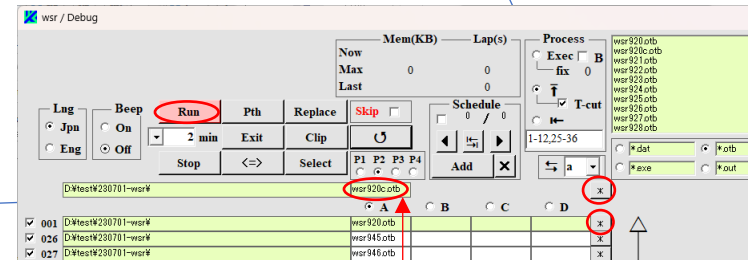 wsr / Debug
Mem(KB) Lap(s)
Now
Max 0 0
Last 0
Process
Exec B
fix 0
T-cut
1-12,25-36
a
wsr920.otb
wsr920c.otb
wsr921.otb
wsr922.otb
wsr923.otb
wsr924.otb
wsr925.otb
wsr926.otb
wsr927.otb
wsr928.otb
*.dat *.otb
*.exe *.out
Lng Beep
Jpn On
Eng Off
Run Pth Replace Skip
2 min Exit Clip
Stop <=> Select
P1 P2 P3 P4
Schedule
0 / 0
Add X
D:¥test¥230701-wsr¥ wsr920c.otb *
A B C D
001 D:¥test¥230701-wsr¥ wsr920.otb *
026 D:¥test¥230701-wsr¥ wsr945.otb *
027 D:¥test¥230701-wsr¥ wsr946.otb *